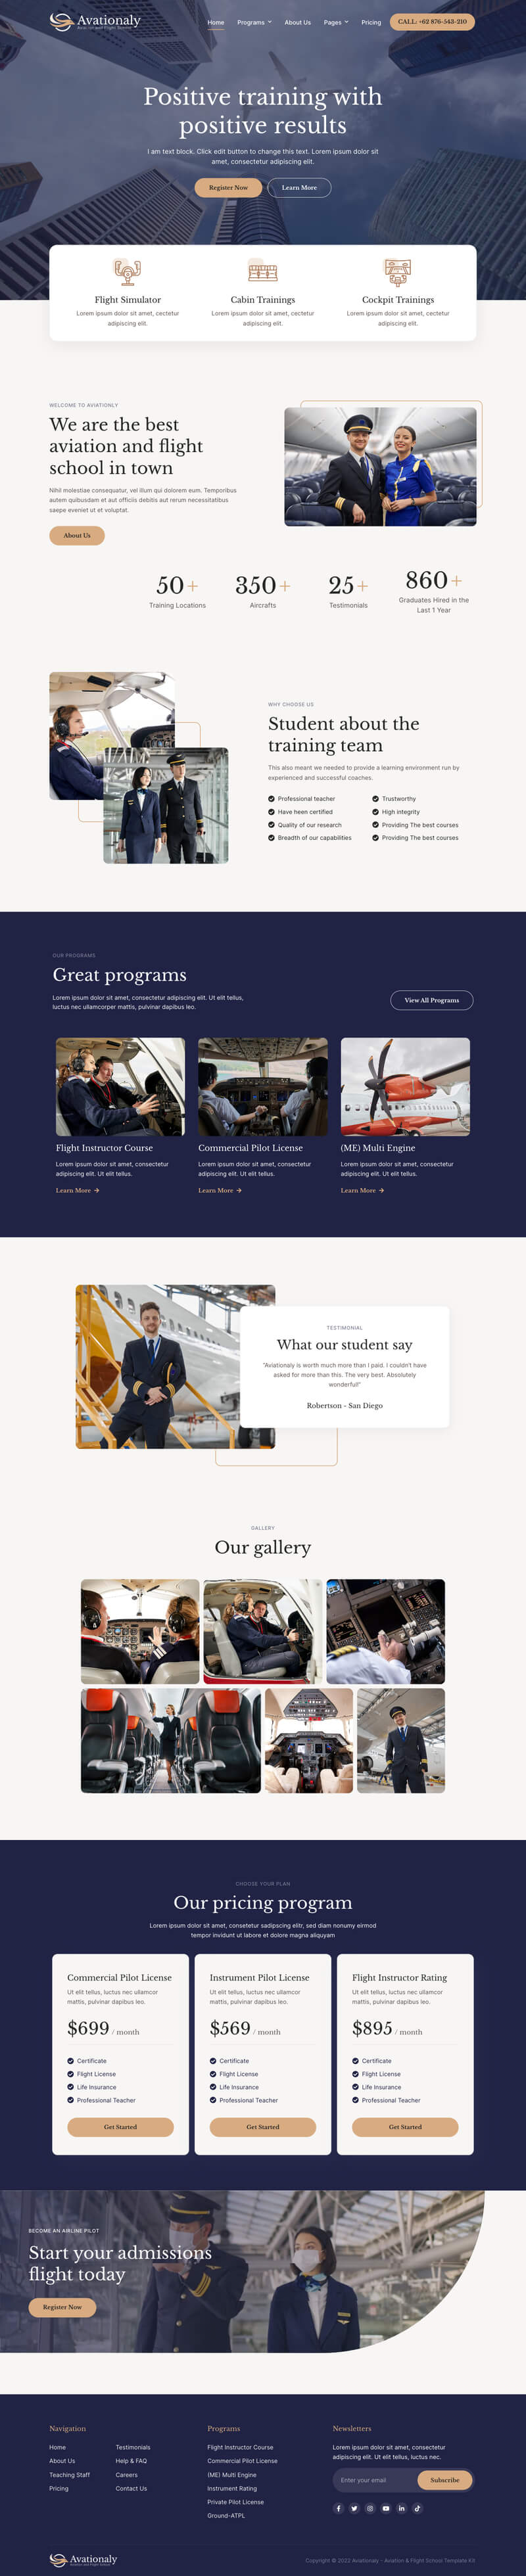 Avationaly
Home Programs About Us Pages Pricing CALL: +62 876-543-210
Positive training with
positive results
I am text block. Click edit button to change this text. Lorem ipsum dolor sit
amet, consectetur adipiscing elit.
Register Now Learn More
Flight Simulator
Lorem ipsum dolor sit amet, cectetur
adipiscing elit.
Cabin Trainings
Lorem ipsum dolor sit amet, cectetur
adipiscing elit.
Cockpit Trainings
Lorem ipsum dolor sit amet, cectetur
adipiscing elit.
WELCOME TO AVIATIONLY
We are the best
aviation and flight
school in town
Nihil molestiae consequatur, vel illum qui dolorem eum. Temporibus
autem quibusdam et aut officiis debitis aut rerum necessitatibus
saepe eveniet ut et voluptat.
About Us
50+
Training Locations
350+
Aircrafts
25+
Testimonials
860+
Graduates Hired in the
Last 1 Year
WHY CHOOSE US
Student about the
training team
This also meant we needed to provide a learning environment run by
experienced and successful coaches.
Professional teacher
Have heen certified
Quality of our research
Breadth of our capabilities
Trustworthy
High integrity
Providing The best courses
Providing The best courses
OUR PROGRAMS
Great programs
Lorem ipsum dolor sit amet, consectetur adipiscing elit. Ut elit tellus,
luctus nec ullamcorper mattis, pulvinar dapibus leo.
View All Programs
Flight Instructor Course
Lorem ipsum dolor sit amet, consectetur
adipiscing elit. Ut elit tellus.
Learn More
Commercial Pilot License
Lorem ipsum dolor sit amet, consectetur
adipiscing elit. Ut elit tellus.
Learn More
(ME) Multi Engine
Lorem ipsum dolor sit amet, consectetur
adipiscing elit. Ut elit tellus.
Learn More
TESTIMONIAL
What our student say
"Aviationaly is worth much more than I paid. I couldn't have
asked for more than this. The very best. Absolutely
wonderful!"
Robertson - San Diego
GALLERY
Our gallery
CHOOSE YOUR PLAN
Our pricing program
Lorem ipsum dolor sit amet, consetetur sadipscing elitr, sed diam nonumy eirmod
tempor invidunt ut labore et dolore magna aliquyam
Commercial Pilot License
Ut elit tellus, luctus nec ullamcor
mattis, pulvinar dapibus leo.
$699 / month
Certificate
Flight License
Life Insurance
Professional Teacher
Get Started
Instrument Pilot License
Ut elit tellus, luctus nec ullamcor
mattis, pulvinar dapibus leo.
$569 / month
Certificate
Flight License
Life Insurance
Professional Teacher
Get Started
Flight Instructor Rating
Ut elit tellus, luctus nec ullamcor
mattis, pulvinar dapibus leo.
$895 / month
Certificate
Flight License
Life Insurance
Professional Teacher
Get Started
BECOME AN AIRLINE PILOT
Start your admissions
flight today
Register Now
Navigation
Home
About Us
Teaching Staff
Pricing
Testimonials
Help & FAQ
Careers
Contact Us
Programs
Flight Instructor Course
Commercial Pilot License
(ME) Multi Engine
Instrument Rating
Private Pilot License
Ground-ATPL
Newsletters
Lorem ipsum dolor sit amet, consectetur
adipiscing elit. Ut elit tellus, luctus nec.
Enter your email Subscribe
Avationaly
Copyright © 2022 Aviationaly - Aviation & Flight School Template Kit